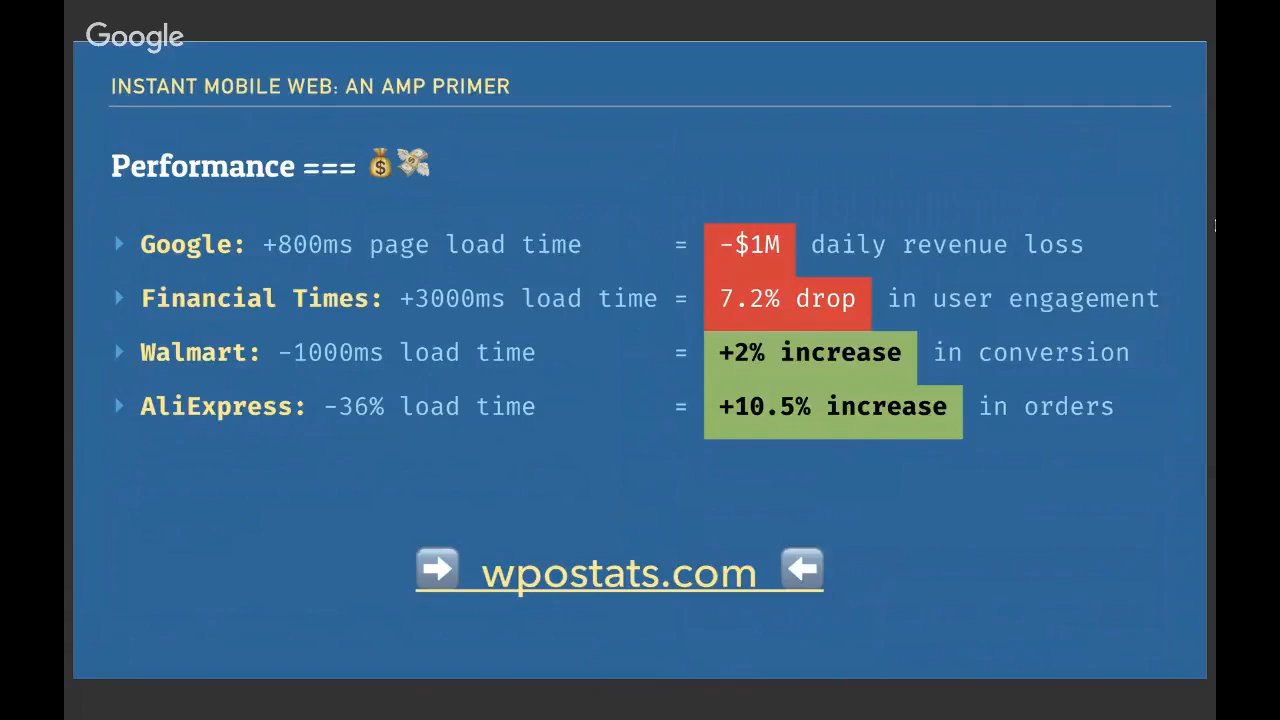 Google
INSTANT MOBILE WEB: AN AMP PRIMER
Performance === 💰💸
Google: +800ms page load time = -$1M daily revenue loss
Financial Times: +3000ms load time = 7.2% drop in user engagement
Walmart: -1000ms load time = +2% increase in conversion
AliExpress: -36% load time = +10.5% increase in orders
➡️ wpostats.com ⬅️